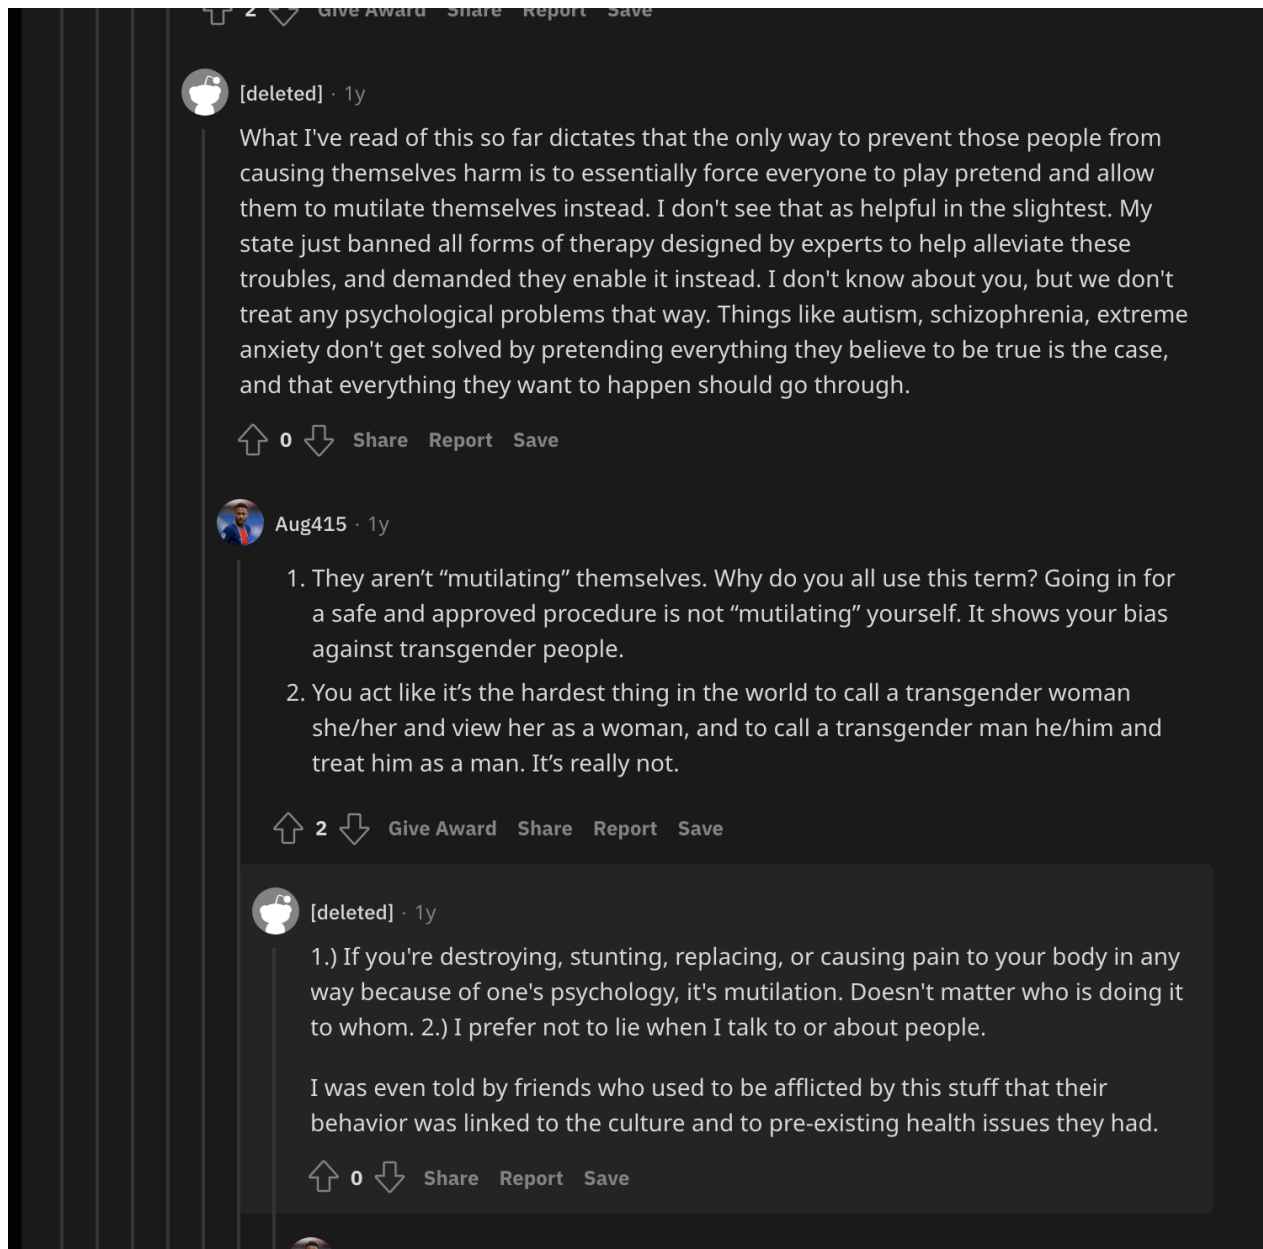 2 Give Award Share Report Save
[deleted] · 1y
What I've read of this so far dictates that the only way to prevent those people from
causing themselves harm is to essentially force everyone to play pretend and allow
them to mutilate themselves instead. I don't see that as helpful in the slightest. My
state just banned all forms of therapy designed by experts to help alleviate these
troubles, and demanded they enable it instead. I don't know about you, but we don't
treat any psychological problems that way. Things like autism, schizophrenia, extreme
anxiety don't get solved by pretending everything they believe to be true is the case,
and that everything they want to happen should go through.
0 Share Report Save
Aug415 · 1y
1. They aren’t “mutilating” themselves. Why do you all use this term? Going in for
a safe and approved procedure is not “mutilating” yourself. It shows your bias
against transgender people.
2. You act like it’s the hardest thing in the world to call a transgender woman
she/her and view her as a woman, and to call a transgender man he/him and
treat him as a man. It’s really not.
2 Give Award Share Report Save
[deleted] · 1y
1.) If you're destroying, stunting, replacing, or causing pain to your body in any
way because of one's psychology, it's mutilation. Doesn't matter who is doing it
to whom. 2.) I prefer not to lie when I talk to or about people.
I was even told by friends who used to be afflicted by this stuff that their
behavior was linked to the culture and to pre-existing health issues they had.
0 Share Report Save